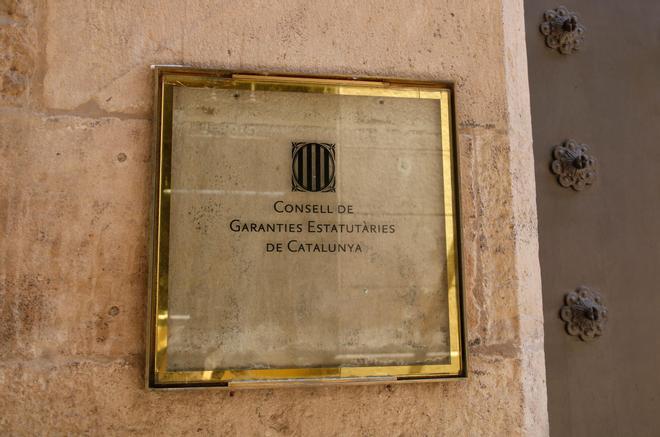 Consell de
Garanties Estatutàries
de Catalunya